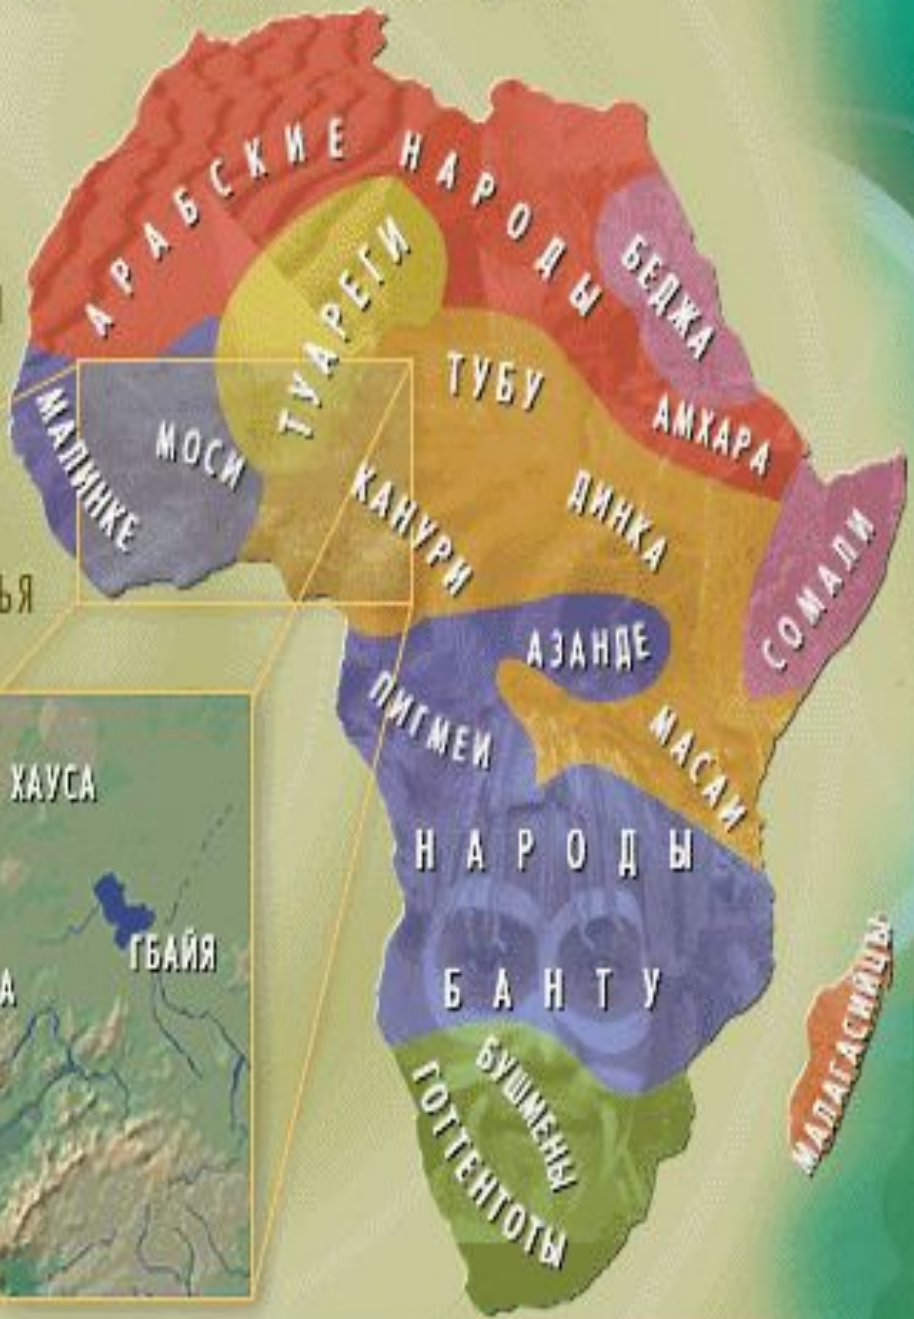 АРАБСКИЕ НАРОДЫ
БЕДЖА
ТУАРЕГИ
ТУБУ
АМХАРА
МАЛИНКЕ
МОСИ
КАНУРИ
ДИНКА
СОМАЛИ
ЬЯ
АЗАНДЕ
ПИГМЕИ
МАСАИ
ХАУСА
НАРОДЫ
ГБАЙЯ
А
БАНТУ
МАЛАГАСИЙЦЫ
БУШМЕНЫ
ГОТТЕНТОТЫ